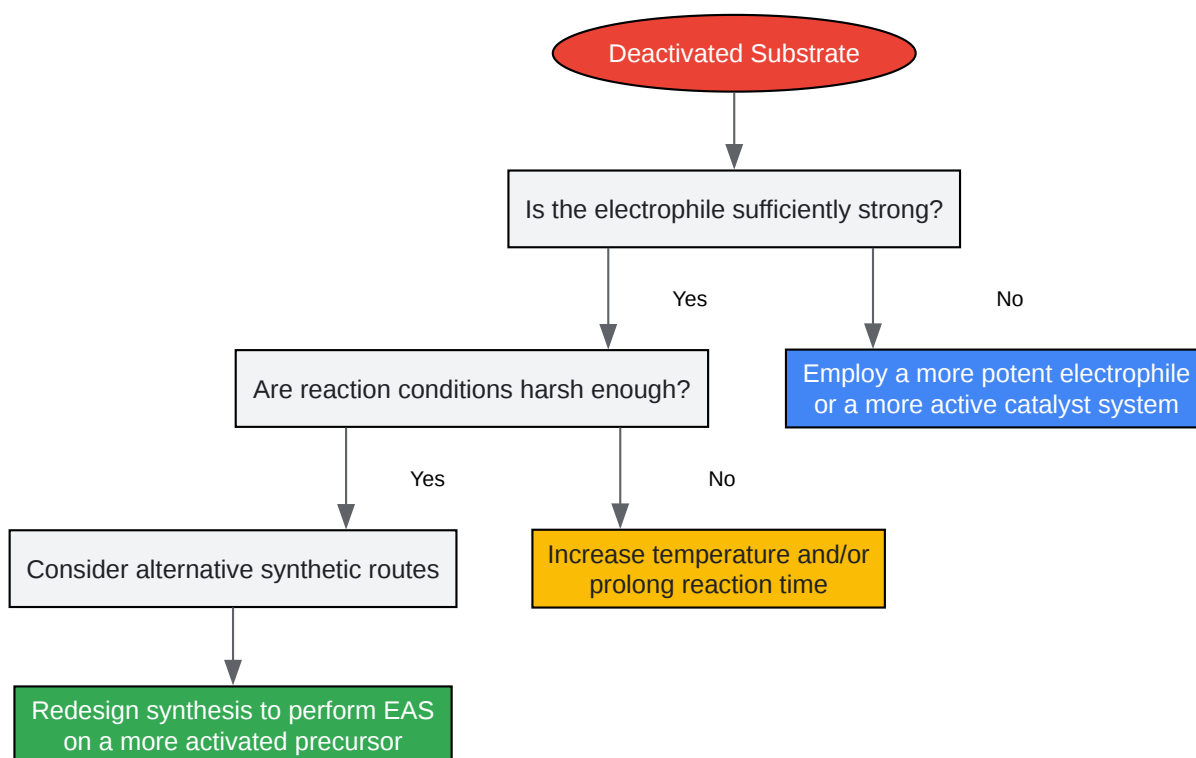 Deactivated Substrate
Is the electrophile sufficiently strong?
Yes
No
Are reaction conditions harsh enough?
Employ a more potent electrophile
or a more active catalyst system
Yes
No
Consider alternative synthetic routes
Increase temperature and/or
prolong reaction time
Redesign synthesis to perform EAS
on a more activated precursor